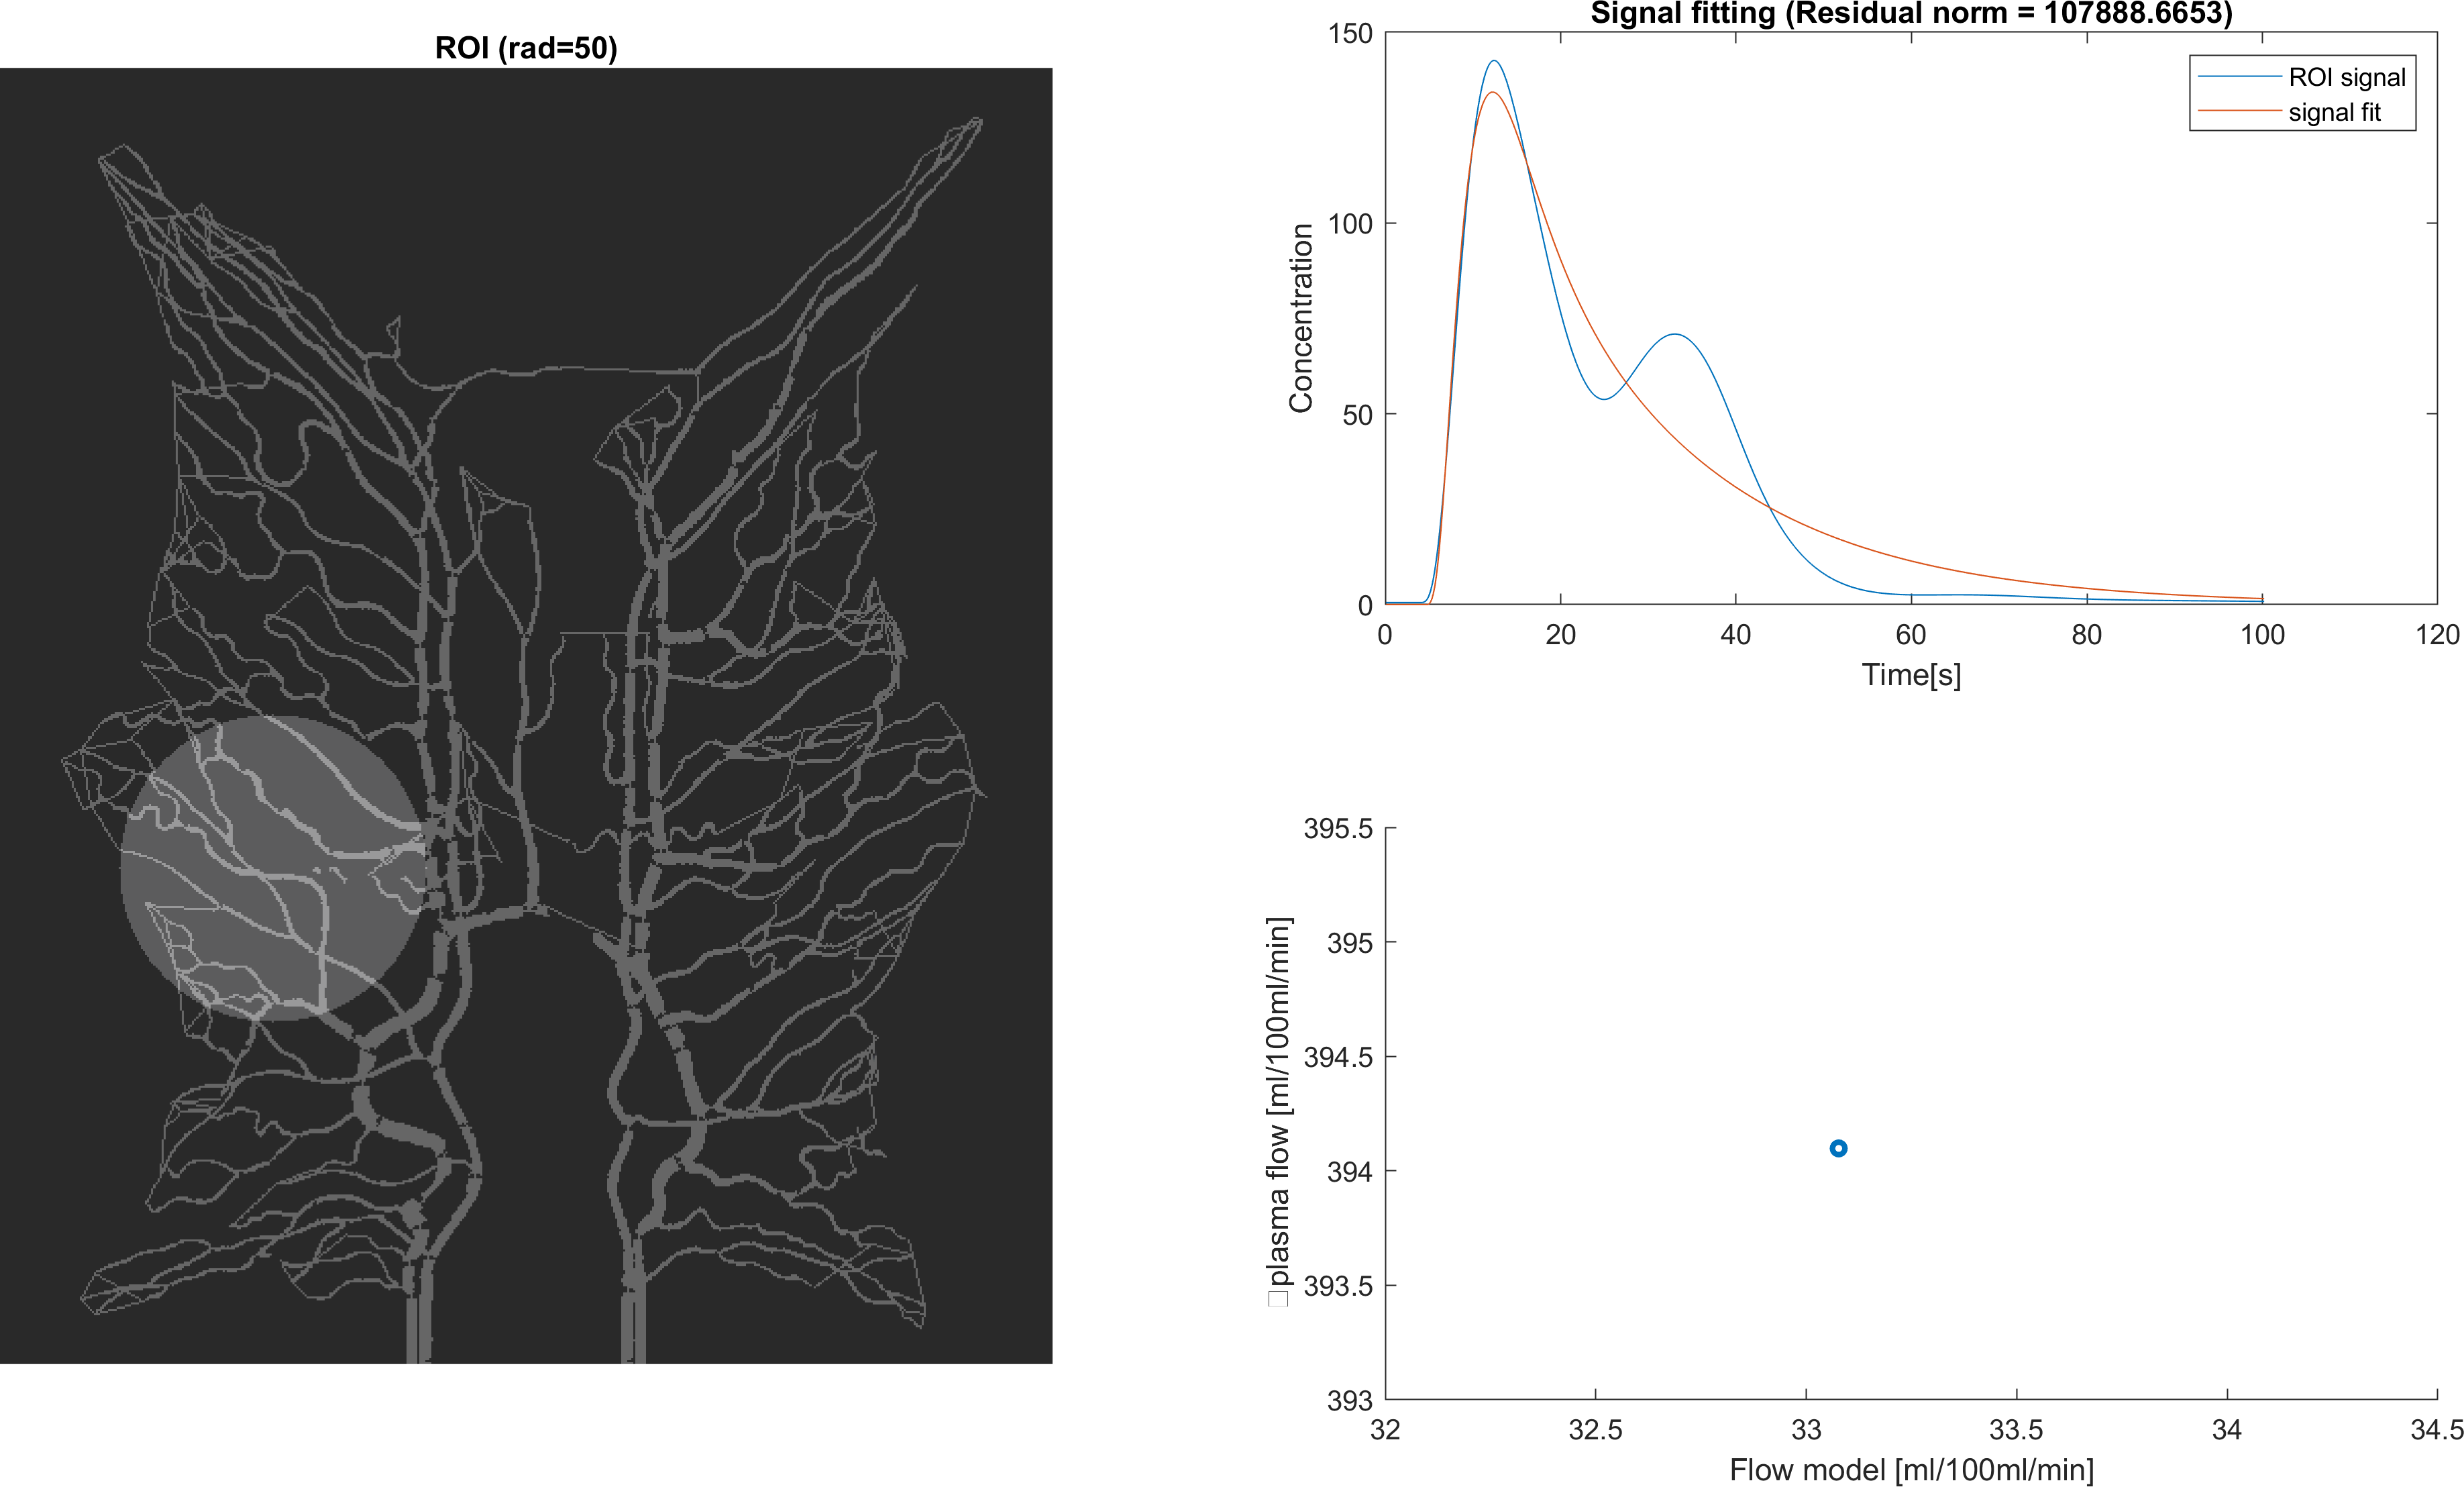 ROI (rad=50)
Signal fitting (Residual norm = 107888.6653)
150
100
50
0
Concentration
ROI signal
signal fit
0 20 40 60 80 100 120
Time[s]
395.5
395
394.5
394
393.5
393
□plasma flow [ml/100ml/min]
32 32.5 33 33.5 34 34.5
Flow model [ml/100ml/min]